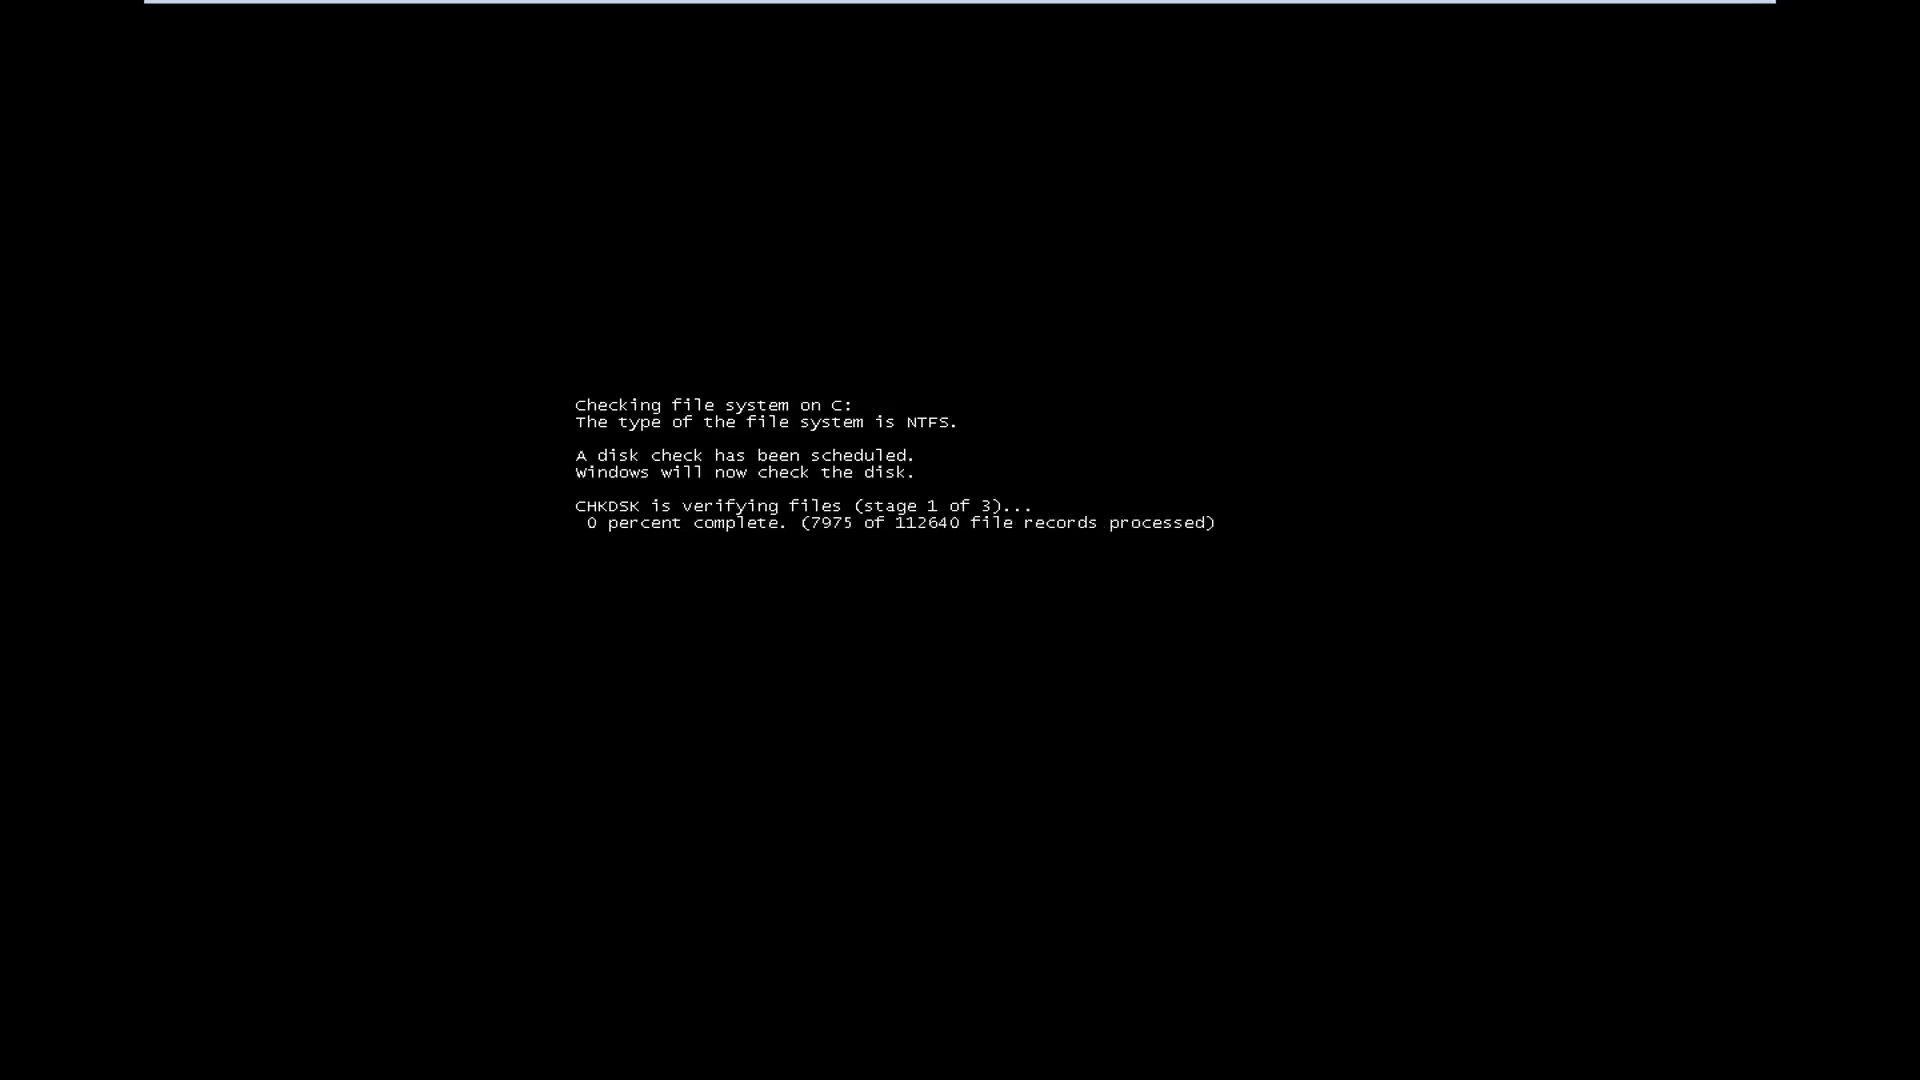 Checking file system on C:
The type of the file system is NTFS.
A disk check has been scheduled.
Windows will now check the disk.
CHKDSK is verifying files (stage 1 of 3)...
0 percent complete. (7975 of 112640 file records processed)